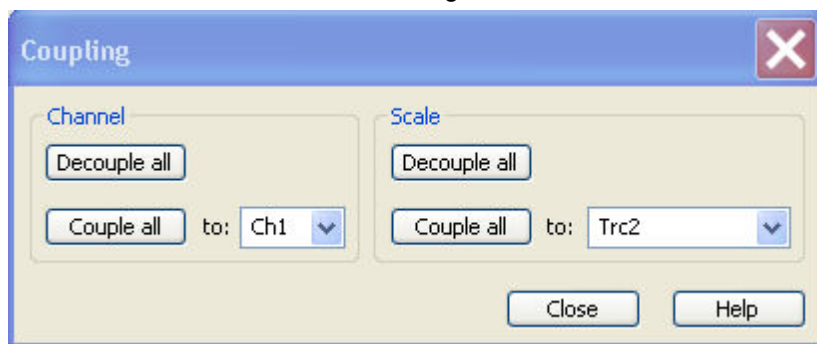 Coupling
Channel
Decouple all
Couple all to: Ch1
Scale
Decouple all
Couple all to: Trc2
Close Help